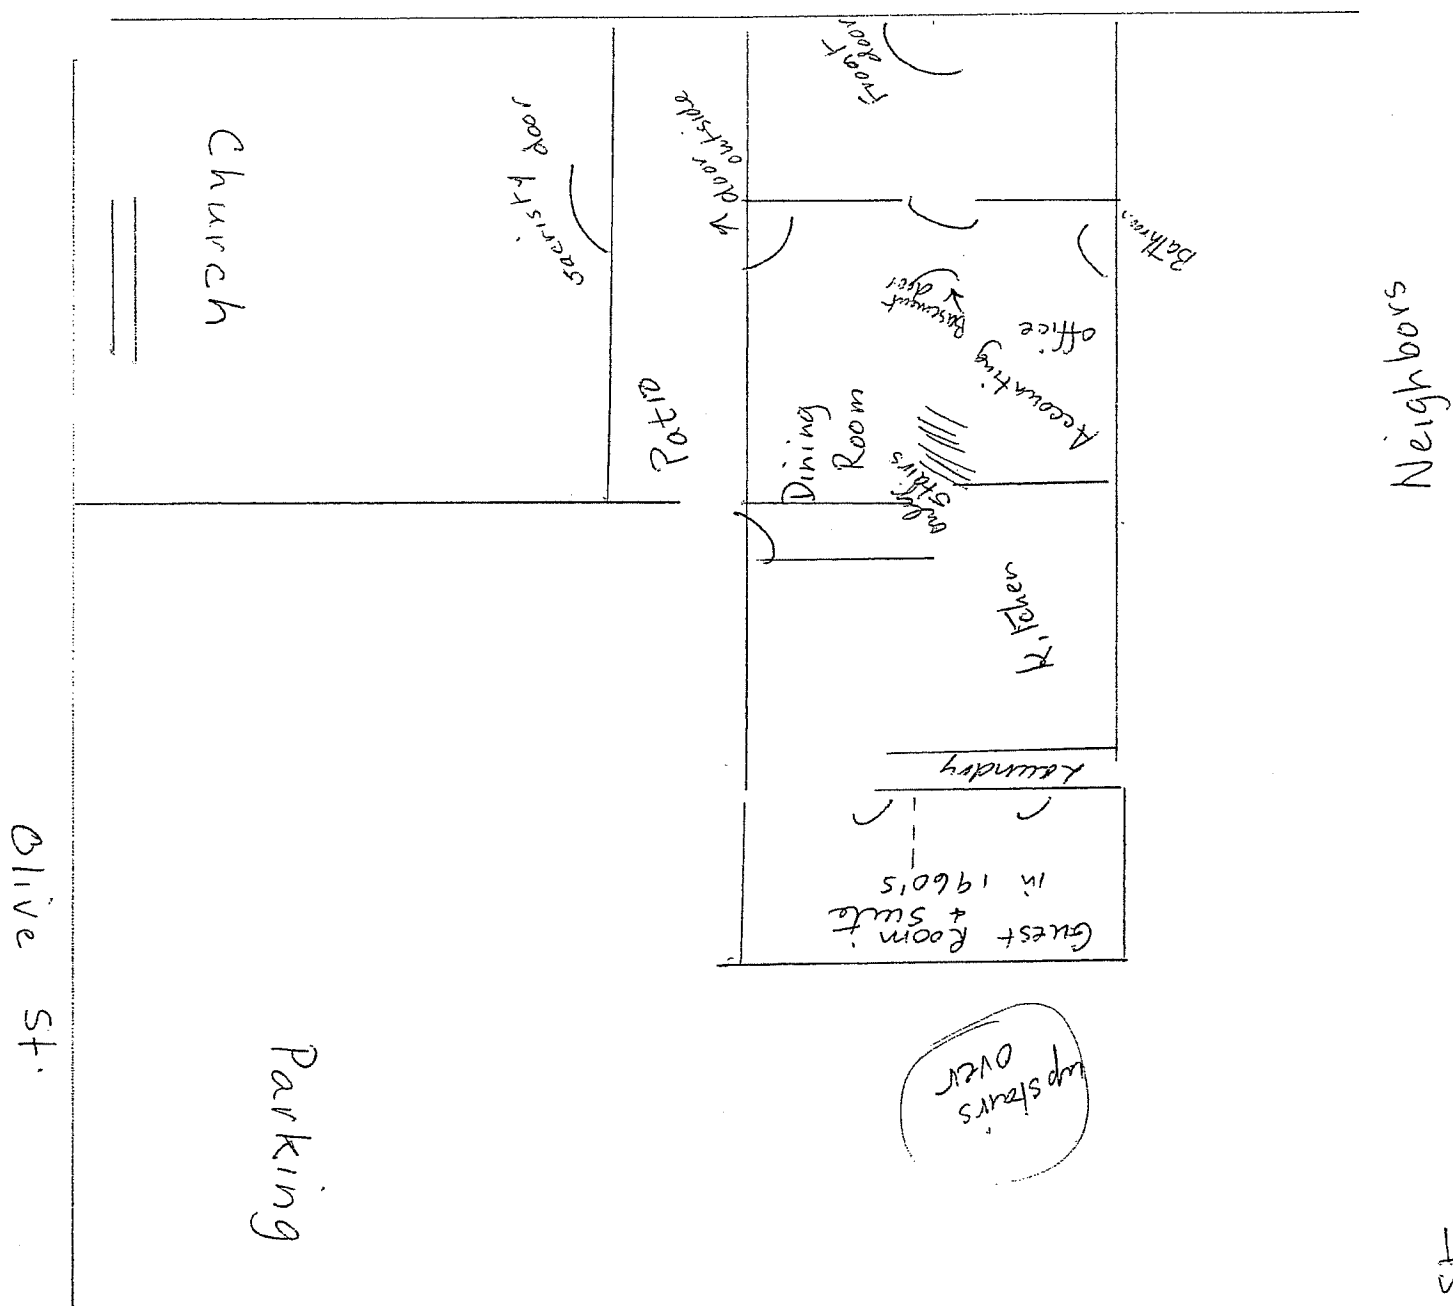 Front
door
Church
sacristy door
door
outside
Bathroom
Basement
door
office
Accounting
Neighbors
Patio
Dining
Room
only
stairs
Kitchen
Laundry
Guest Room
+ Suite
in 1960's
upstairs
over
Olive St.
Parking